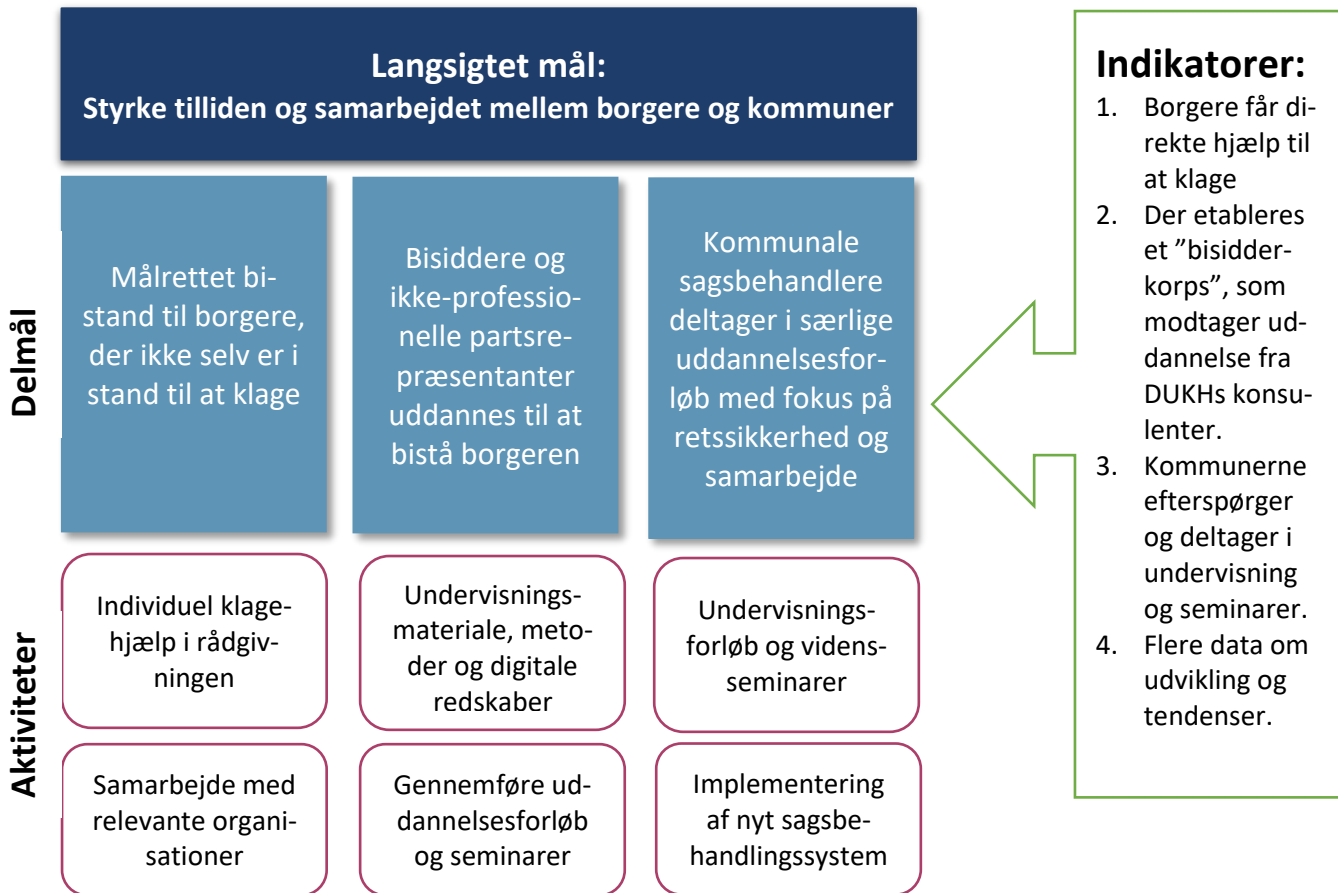 Langsigtet mål:
Styrke tilliden og samarbejdet mellem borgere og kommuner
Delmål
Målrettet bi-
stand til borgere,
der ikke selv er i
stand til at klage
Bisiddere og
ikke-professio-
nelle partsre-
præsentanter
uddannes til at
bistå borgeren
Kommunale
sagsbehandlere
deltager i særlige
uddannelsesfor-
løb med fokus på
retssikkerhed og
samarbejde
Aktiviteter
Individuel klage-
hjælp i rådgiv-
ningen
Undervisnings-
materiale, meto-
der og digitale
redskaber
Undervisnings-
forløb og videns-
seminarer
Samarbejde med
relevante organi-
sationer
Gennemføre ud-
dannelsesforløb
og seminarer
Implementering
af nyt sagsbe-
handlingssystem
Indikatorer:
1. Borgere får di-
rekte hjælp til
at klage
2. Der etableres
et ”bisidder-
korps”, som
modtager ud-
dannelse fra
DUKHs konsu-
lenter.
3. Kommunerne
efterspørger
og deltager i
undervisning
og seminarer.
4. Flere data om
udvikling og
tendenser.